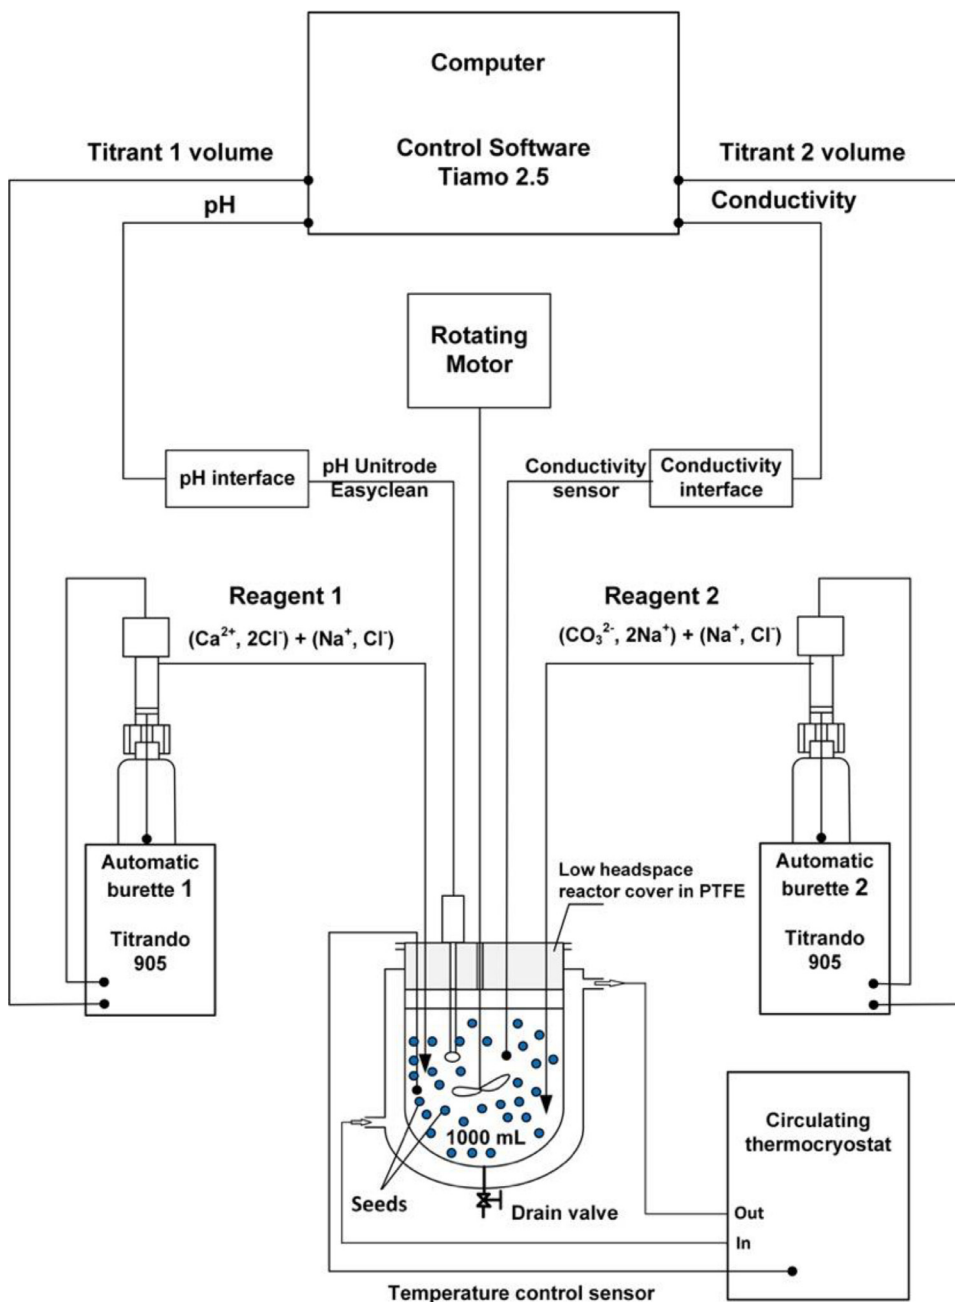 Computer
Control Software
Tiamo 2.5
Titrant 1 volume
Titrant 2 volume
pH
Conductivity
Rotating
Motor
pH interface
pH Unitrode
Easyclean
Conductivity
sensor
Conductivity
interface
Reagent 1
(Ca²⁺, 2Cl⁻) + (Na⁺, Cl⁻)
Reagent 2
(CO₃²⁻, 2Na⁺) + (Na⁺, Cl⁻)
Automatic
burette 1
Titrando
905
Low headspace
reactor cover in PTFE
Automatic
burette 2
Titrando
905
1000 mL
Seeds
Drain valve
Circulating
thermocryostat
Out
In
Temperature control sensor